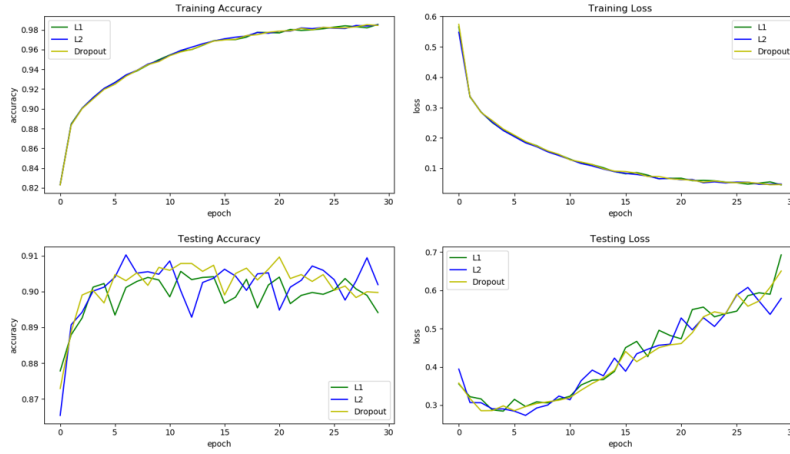 Training Accuracy
accuracy
0.98
0.96
0.94
0.92
0.90
0.88
0.86
0.84
0.82
L1
L2
Dropout
0 5 10 15 20 25 30
epoch
Training Loss
loss
0.6
0.5
0.4
0.3
0.2
0.1
L1
L2
Dropout
0 5 10 15 20 25 30
epoch
Testing Accuracy
accuracy
0.91
0.90
0.89
0.88
0.87
L1
L2
Dropout
0 5 10 15 20 25 30
epoch
Testing Loss
loss
0.7
0.6
0.5
0.4
0.3
L1
L2
Dropout
0 5 10 15 20 25 30
epoch